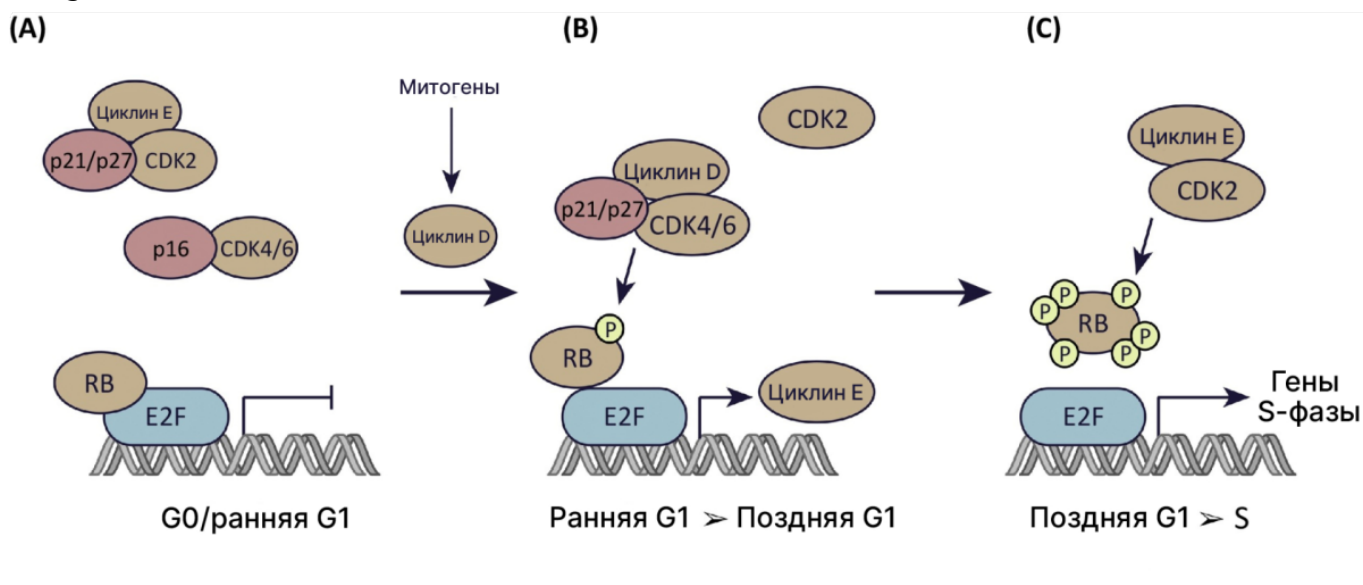 (A)
Циклин E
p21/p27
CDK2
p16
CDK4/6
RB
E2F
G0/ранняя G1
Митогены
Циклин D
(B)
CDK2
Циклин D
p21/p27
CDK4/6
P
RB
E2F
Циклин E
Ранняя G1 ➢ Поздняя G1
(C)
Циклин E
CDK2
P
P
P
RB
P
P
P
E2F
Гены
S-фазы
Поздняя G1 ➢ S